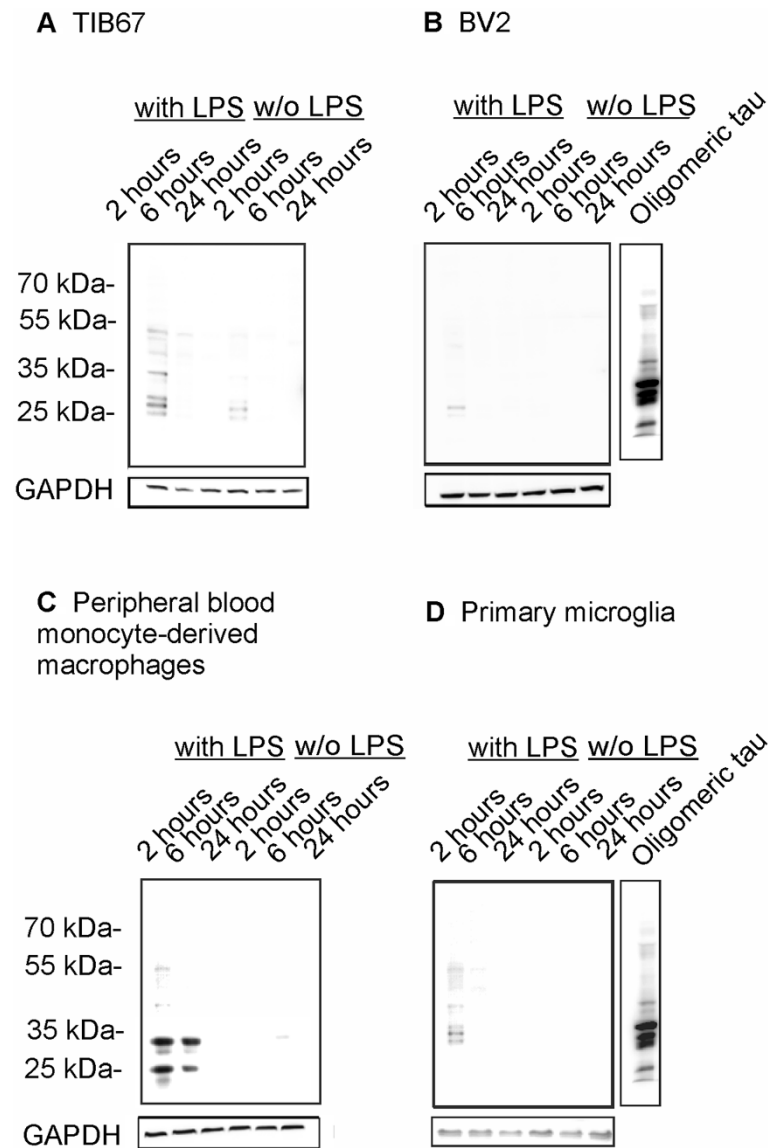 A TIB67
with LPS w/o LPS
2 hours 6 hours 24 hours 2 hours 6 hours 24 hours
70 kDa-
55 kDa-
35 kDa-
25 kDa-
GAPDH
B BV2
with LPS w/o LPS
2 hours 6 hours 24 hours 2 hours 6 hours 24 hours Oligomeric tau
C Peripheral blood
monocyte-derived
macrophages
with LPS w/o LPS
2 hours 6 hours 24 hours 2 hours 6 hours 24 hours
70 kDa-
55 kDa-
35 kDa-
25 kDa-
GAPDH
D Primary microglia
with LPS w/o LPS
2 hours 6 hours 24 hours 2 hours 6 hours 24 hours Oligomeric tau